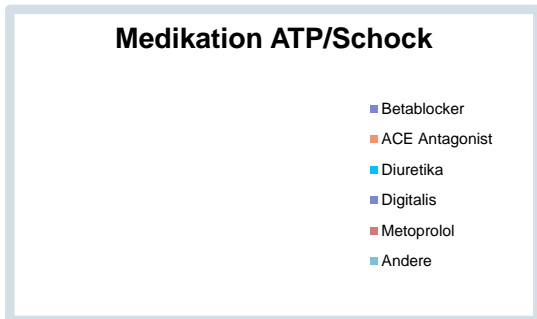 Medikation ATP/Schock
Betablocker
ACE Antagonist
Diuretika
Digitalis
Metoprolol
Andere